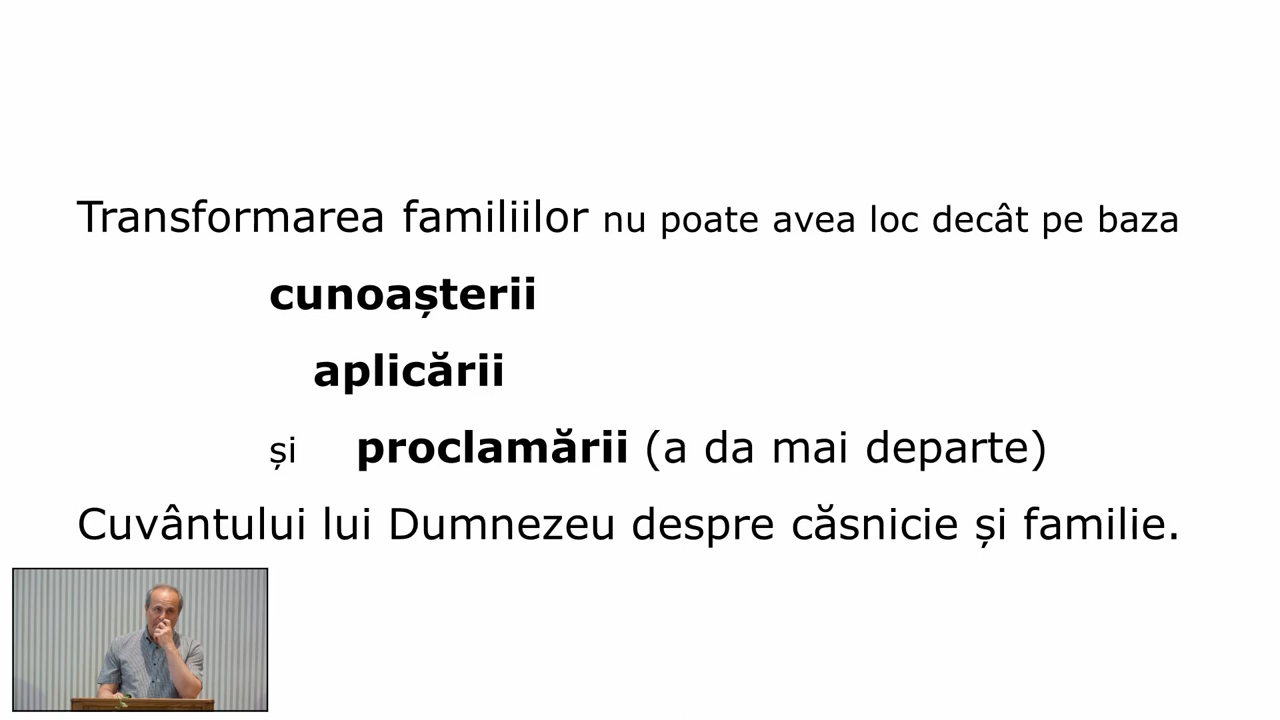 Transformarea familiilor nu poate avea loc decât pe baza
cunoașterii
aplicării
și proclamării (a da mai departe)
Cuvântului lui Dumnezeu despre căsnicie și familie.